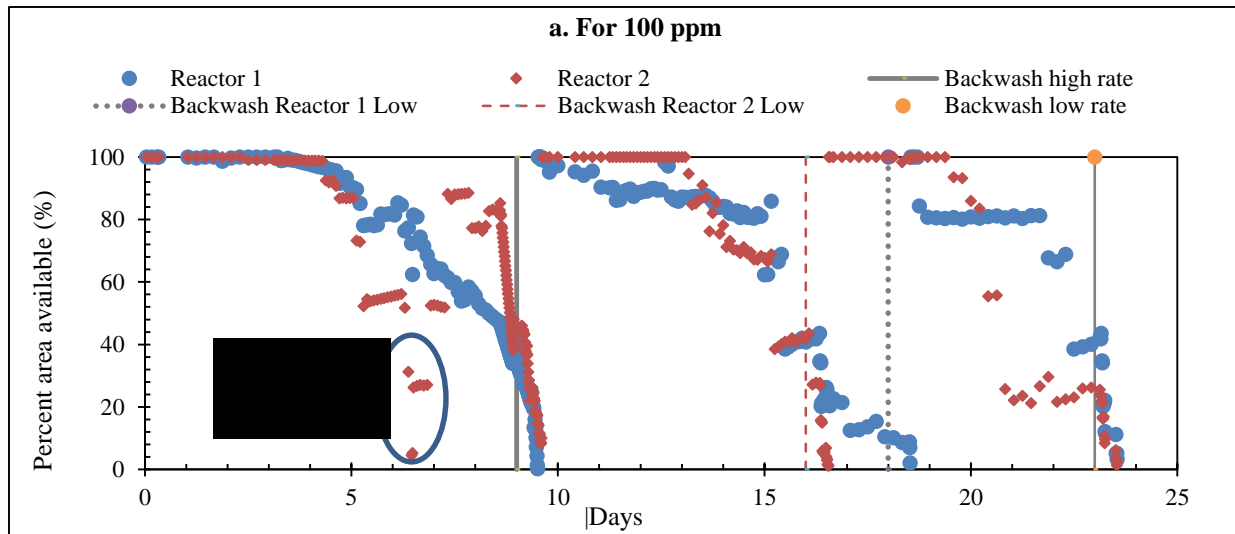 a. For 100 ppm
Reactor 1
Reactor 2
Backwash high rate
Backwash Reactor 1 Low
Backwash Reactor 2 Low
Backwash low rate
Percent area available (%)
100
80
60
40
20
0
0
5
10
15
20
25
|Days